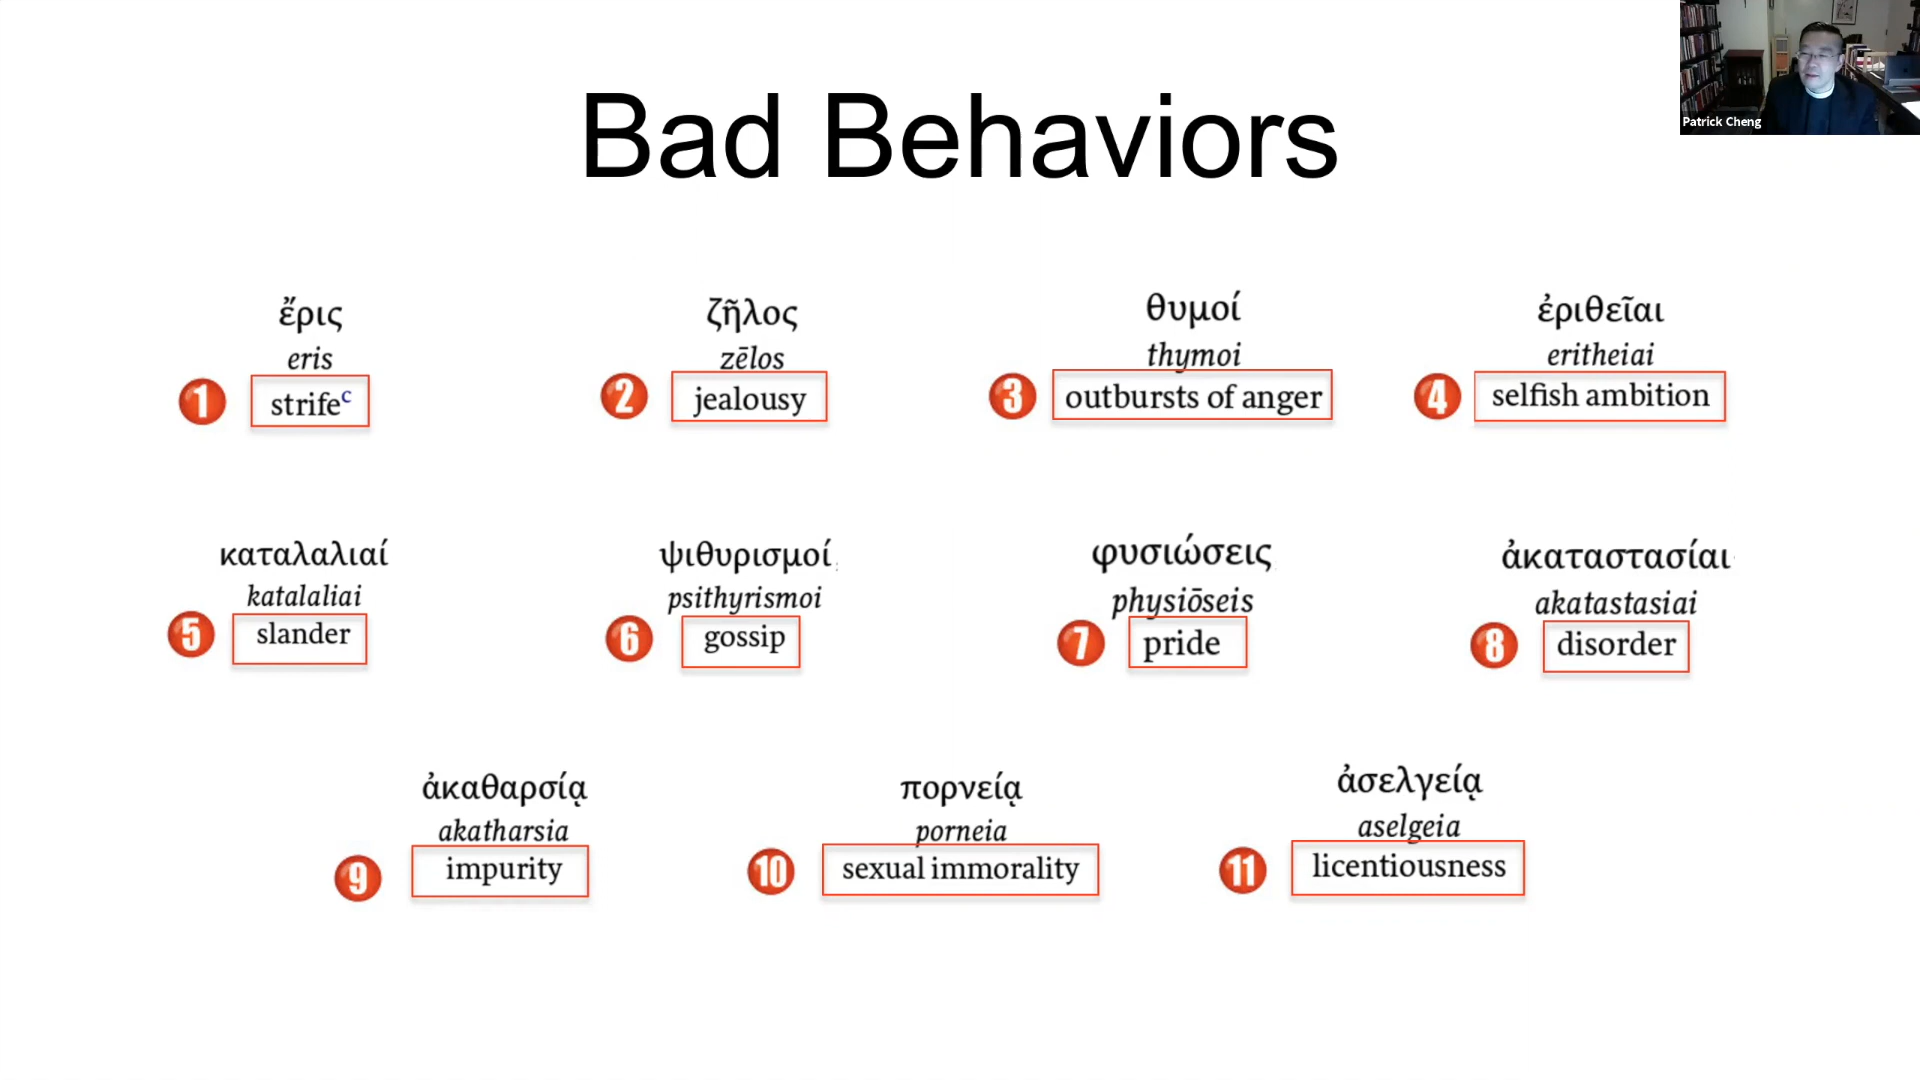 Patrick Cheng
Bad Behaviors
ἔρις
eris
1 strifeᶜ
ζῆλος
zēlos
2 jealousy
θυμοί
thymoi
3 outbursts of anger
ἐριθεῖαι
eritheiai
4 selfish ambition
καταλαλιαί
katalaliai
5 slander
ψιθυρισμοί
psithyrismoi
6 gossip
φυσιώσεις
physiōseis
7 pride
ἀκαταστασίαι
akatastasiai
8 disorder
ἀκαθαρσίᾳ
akatharsia
9 impurity
πορνείᾳ
porneia
10 sexual immorality
ἀσελγείᾳ
aselgeia
11 licentiousness